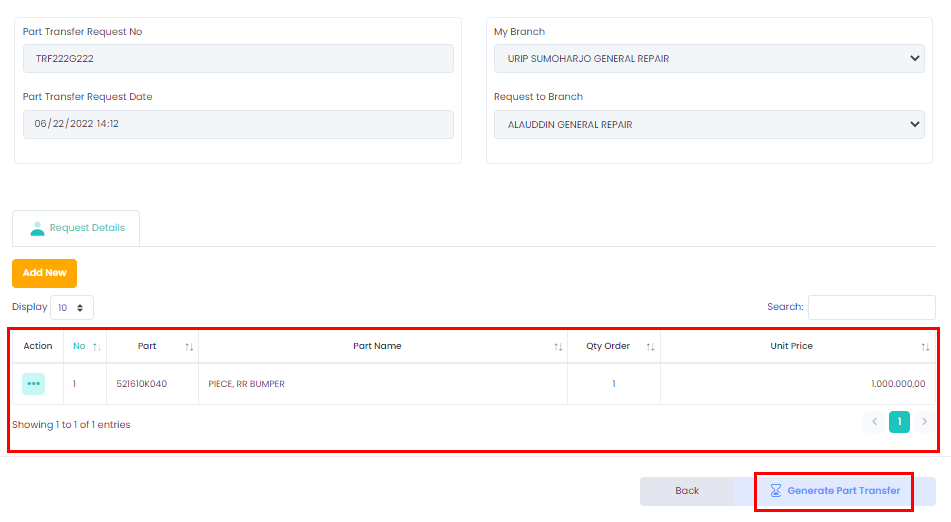 Part Transfer Request No
TRF222G222
Part Transfer Request Date
06/22/2022 14:12
My Branch
URIP SUMOHARJO GENERAL REPAIR
Request to Branch
ALAUDDIN GENERAL REPAIR
Request Details
Add New
Display 10
Search:
Action No Part Part Name Qty Order Unit Price
1 521610K040 PIECE, RR BUMPER 1 1.000.000,00
Showing 1 to 1 of 1 entries
1
Back Generate Part Transfer